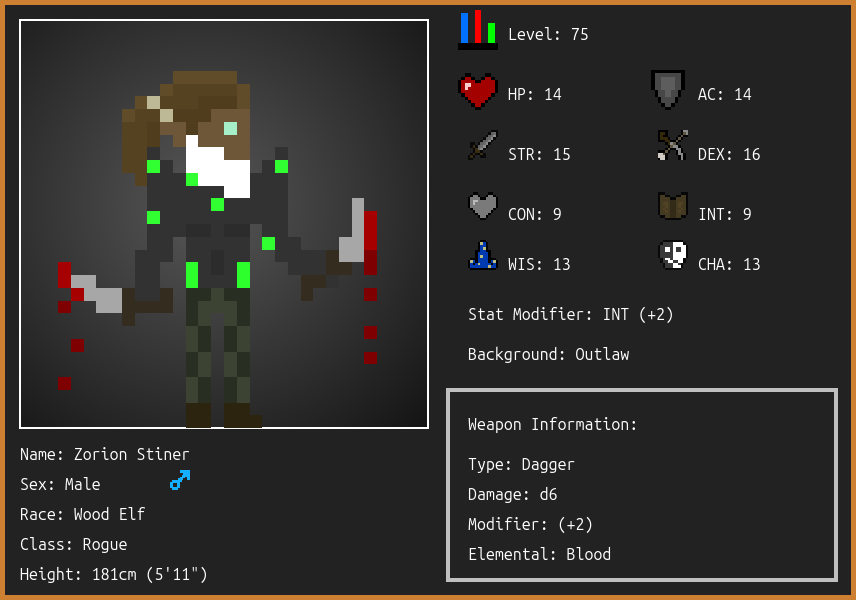 Level: 75
HP: 14
AC: 14
STR: 15
DEX: 16
CON: 9
INT: 9
WIS: 13
CHA: 13
Stat Modifier: INT (+2)
Background: Outlaw
Weapon Information:
Type: Dagger
Damage: d6
Modifier: (+2)
Elemental: Blood
Name: Zorion Stiner
Sex: Male
Race: Wood Elf
Class: Rogue
Height: 181cm (5'11")